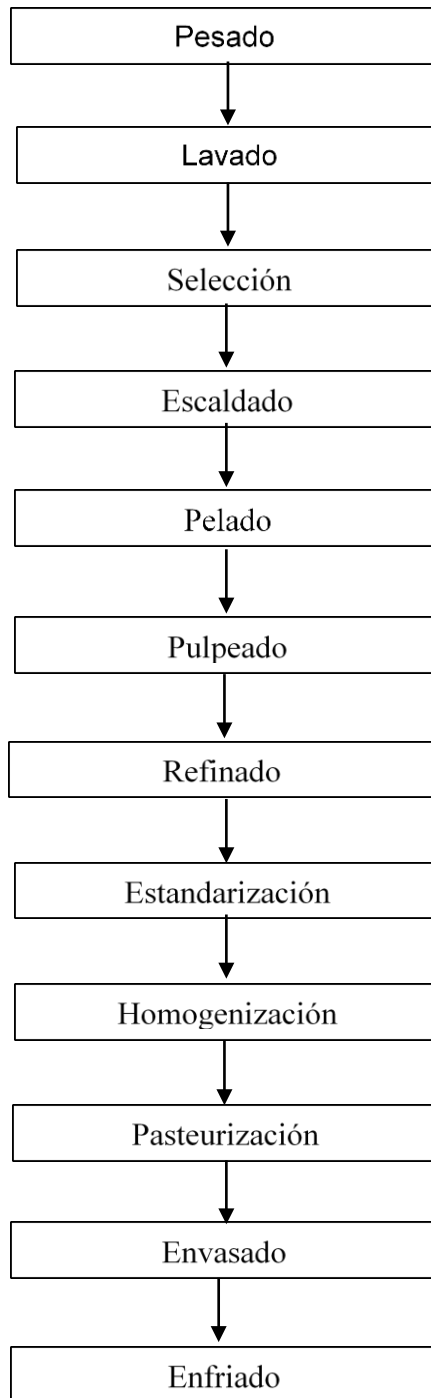 Pesado
Lavado
Selección
Escaldado
Pelado
Pulpeado
Refinado
Estandarización
Homogenización
Pasteurización
Envasado
Enfriado